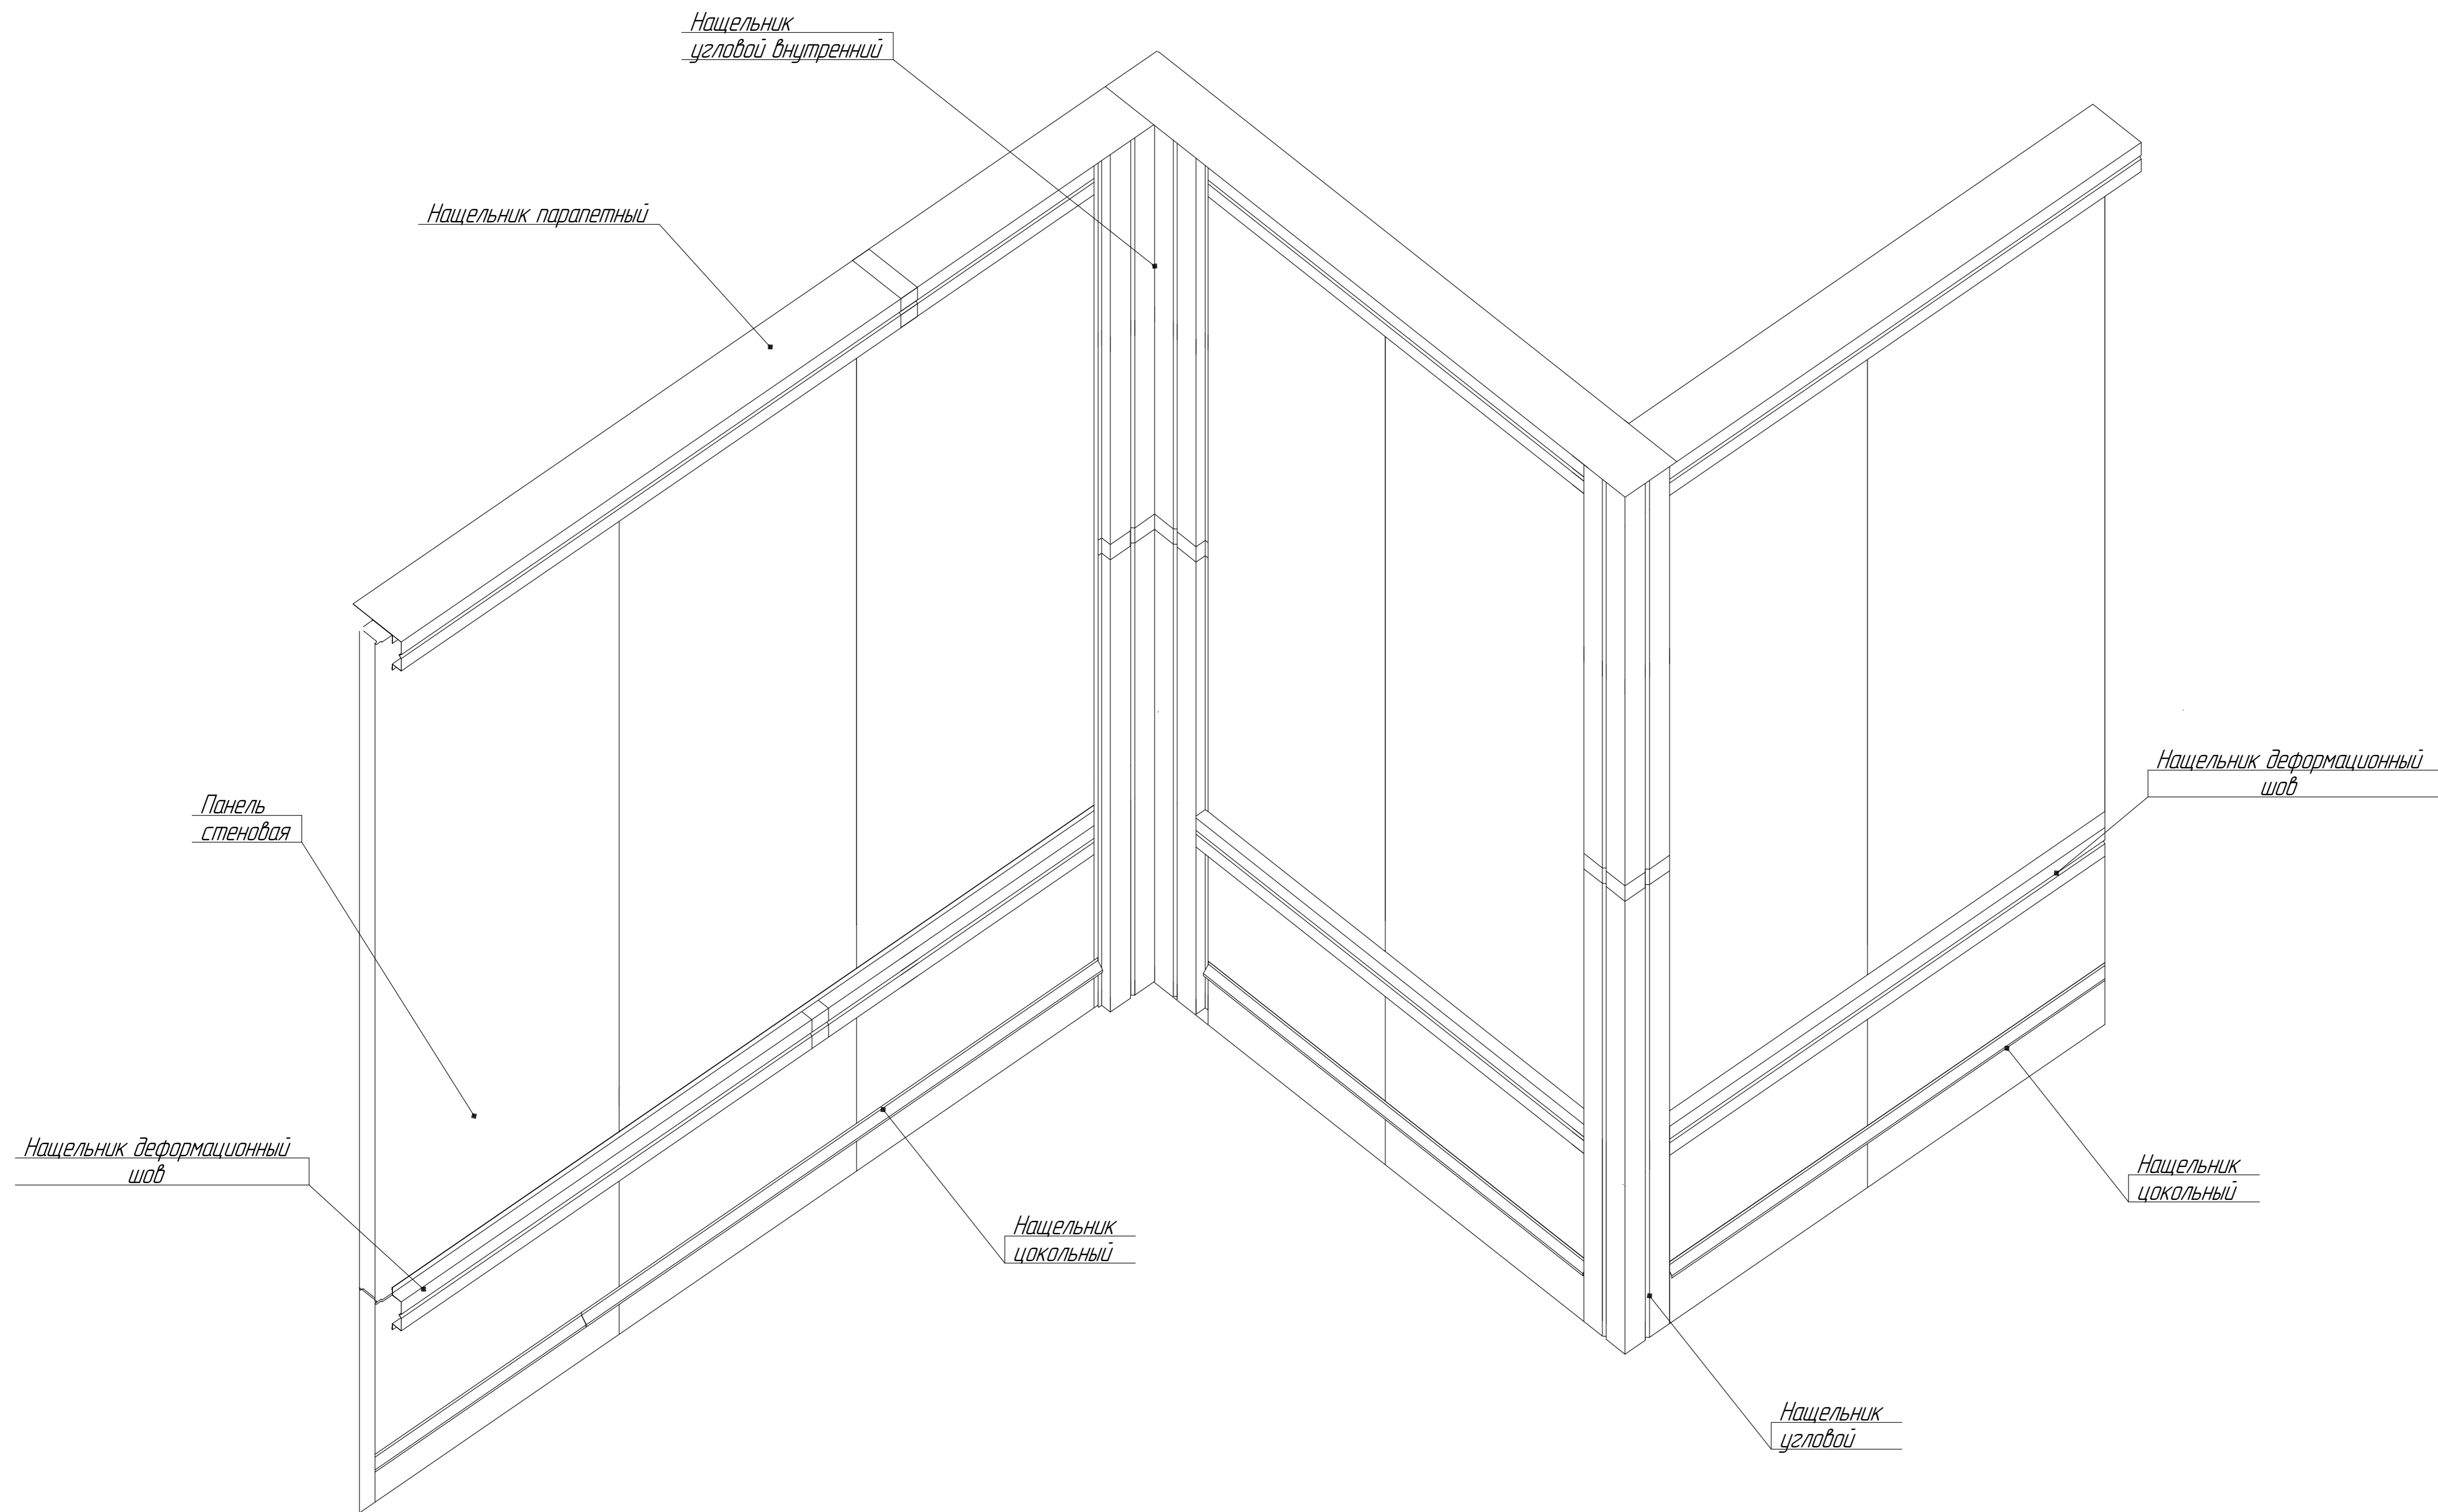 Нащельник
угловой внутренний
Нащельник парапетный
Нащельник деформационный
шов
Панель
стеновая
Нащельник деформационный
шов
Нащельник
цокольный
Нащельник
цокольный
Нащельник
угловой